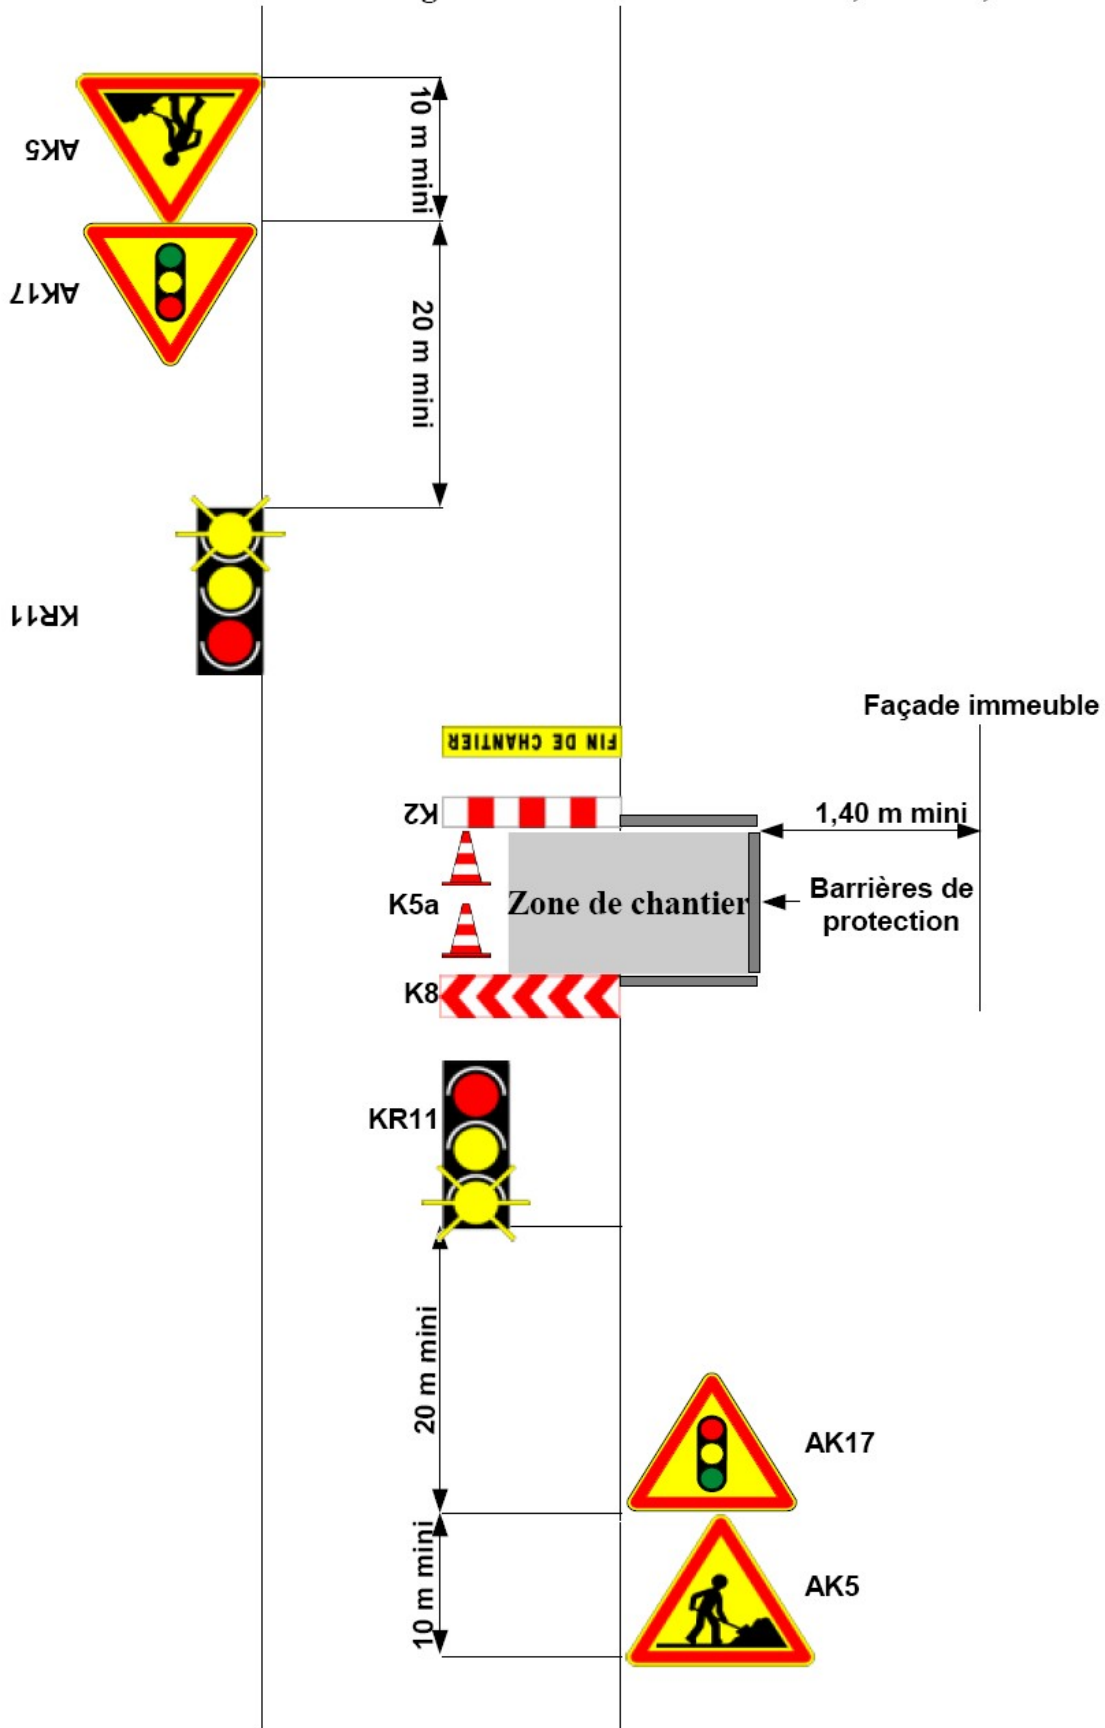 10 m mini
AK5
AK17
20 m mini
KR11
Façade immeuble
FIN DE CHANTIER
K2
1,40 m mini
K5a
Zone de chantier
Barrières de
protection
K8
KR11
20 m mini
AK17
10 m mini
AK5